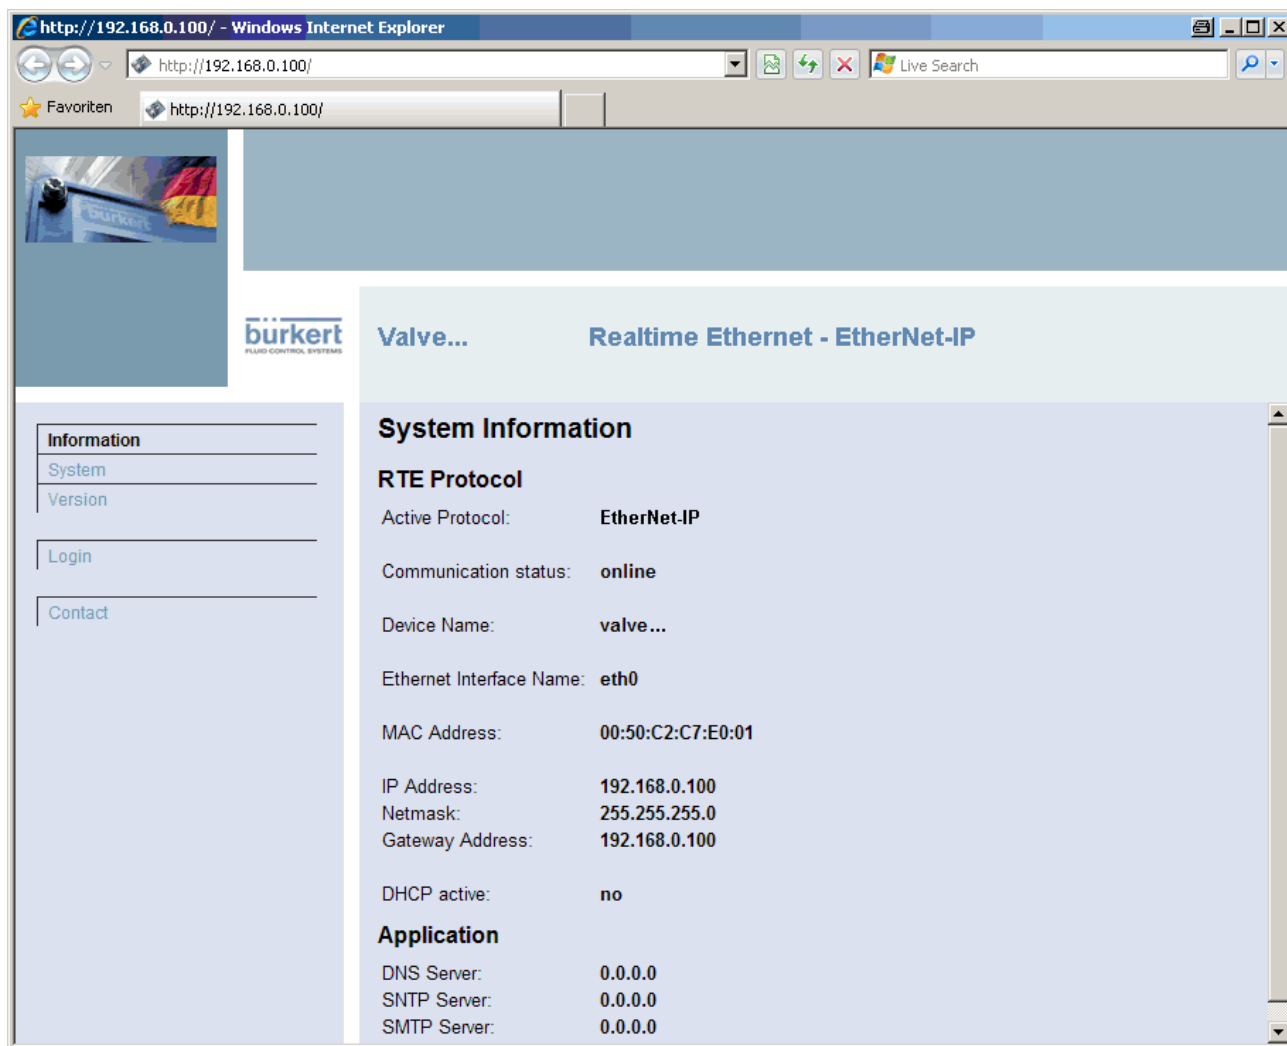 http://192.168.0.100/ - Windows Internet Explorer
http://192.168.0.100/
Live Search
Favoriten
http://192.168.0.100/
burkert
bürkert
FLUID CONTROL SYSTEMS
Valve... Realtime Ethernet - EtherNet-IP
Information
System
Version
Login
Contact
System Information
RTE Protocol
Active Protocol: EtherNet-IP
Communication status: online
Device Name: valve...
Ethernet Interface Name: eth0
MAC Address: 00:50:C2:C7:E0:01
IP Address: 192.168.0.100
Netmask: 255.255.255.0
Gateway Address: 192.168.0.100
DHCP active: no
Application
DNS Server: 0.0.0.0
SNTP Server: 0.0.0.0
SMTP Server: 0.0.0.0